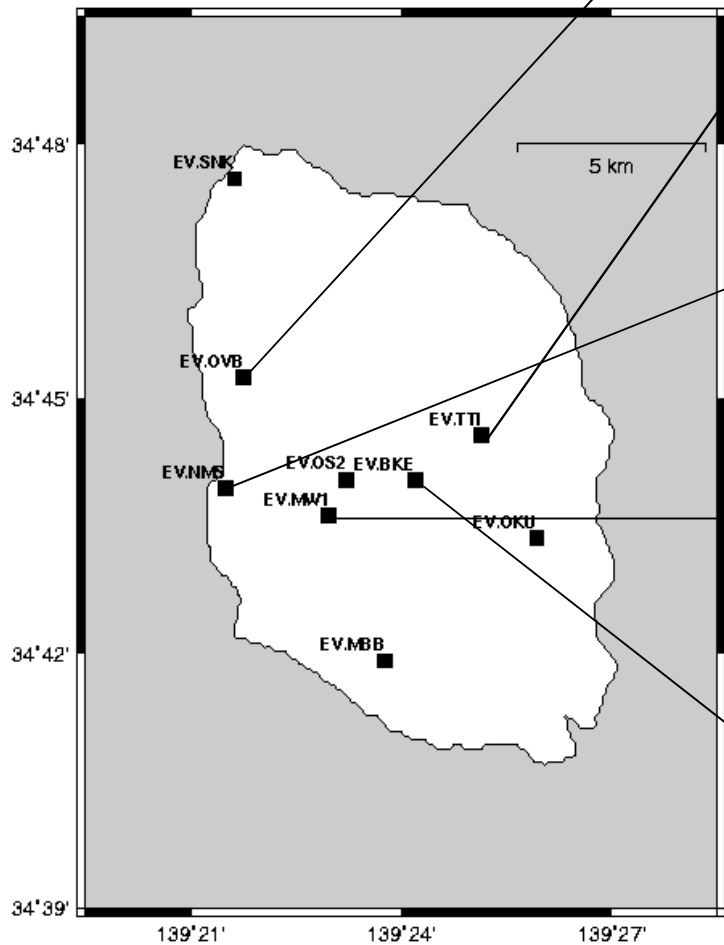 34°48'
EV.SNK
5 km
EV.OVB
34°45'
EV.TTI
EV.NMS
EV.OS2
EV.BKE
EV.MW1
EV.OKU
34°42'
EV.MBB
34°39'
139°21'
139°24'
139°27'